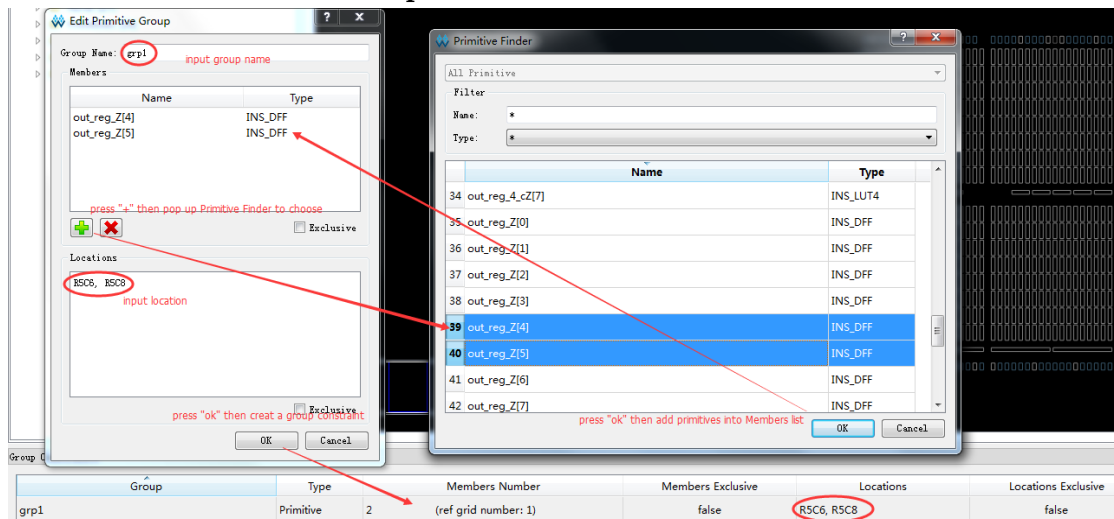 Edit Primitive Group
Group Name: grp1
input group name
Members
Name Type
out_reg_Z[4] INS_DFF
out_reg_Z[5] INS_DFF
press "+" then pop up Primitive Finder to choose
Exclusive
Locations
R5C6, R5C8
input location
Exclusive
press "ok" then creat a group constraint
OK Cancel
Primitive Finder
All Primitive
Filter
Name: *
Type: *
Name Type
34 out_reg_4_cZ[7] INS_LUT4
35 out_reg_Z[0] INS_DFF
36 out_reg_Z[1] INS_DFF
37 out_reg_Z[2] INS_DFF
38 out_reg_Z[3] INS_DFF
39 out_reg_Z[4] INS_DFF
40 out_reg_Z[5] INS_DFF
41 out_reg_Z[6] INS_DFF
42 out_reg_Z[7] INS_DFF
press "ok" then add primitives into Members list
OK Cancel
Group
Group Type Members Number Members Exclusive Locations Locations Exclusive
grp1 Primitive 2 (ref grid number: 1) false R5C6, R5C8 false